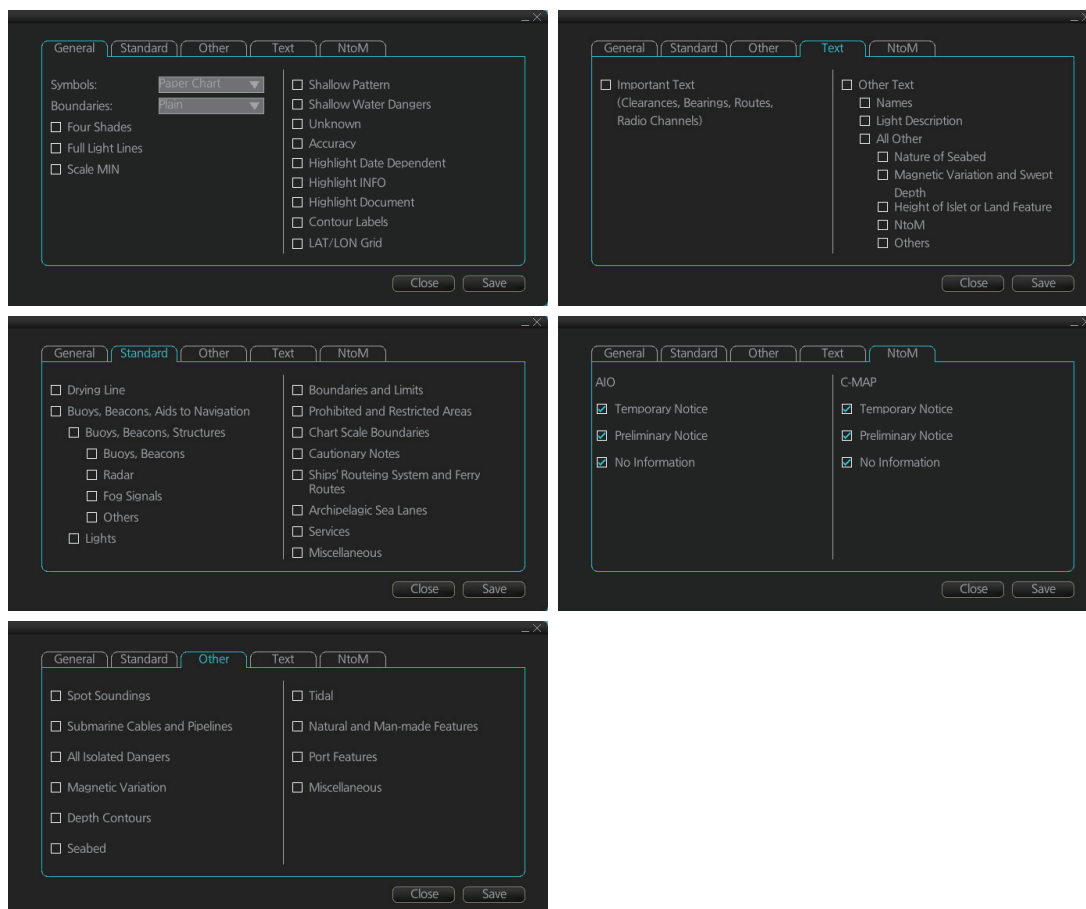 General Standard Other Text NtoM
Symbols: Paper Chart
Boundaries: Plain
Four Shades
Full Light Lines
Scale MIN
Shallow Pattern
Shallow Water Dangers
Unknown
Accuracy
Highlight Date Dependent
Highlight INFO
Highlight Document
Contour Labels
LAT/LON Grid
Close Save
General Standard Other Text NtoM
Important Text
(Clearances, Bearings, Routes,
Radio Channels)
Other Text
Names
Light Description
All Other
Nature of Seabed
Magnetic Variation and Swept
Depth
Height of Islet or Land Feature
NtoM
Others
Close Save
General Standard Other Text NtoM
Drying Line
Buoys, Beacons, Aids to Navigation
Buoys, Beacons, Structures
Buoys, Beacons
Radar
Fog Signals
Others
Lights
Boundaries and Limits
Prohibited and Restricted Areas
Chart Scale Boundaries
Cautionary Notes
Ships' Routeing System and Ferry
Routes
Archipelagic Sea Lanes
Services
Miscellaneous
Close Save
General Standard Other Text NtoM
AIO
Temporary Notice
Preliminary Notice
No Information
C-MAP
Temporary Notice
Preliminary Notice
No Information
Close Save
General Standard Other Text NtoM
Spot Soundings
Submarine Cables and Pipelines
All Isolated Dangers
Magnetic Variation
Depth Contours
Seabed
Tidal
Natural and Man-made Features
Port Features
Miscellaneous
Close Save